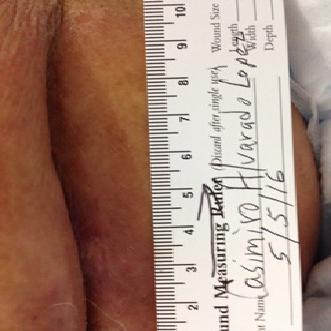 10
9
8
7
6
5
4
3
2
und Measuring Ruler (Discard after single use)
Wound Size
Length
Width
Depth
Name Casimiro Alvarado Lopez
5/5/16